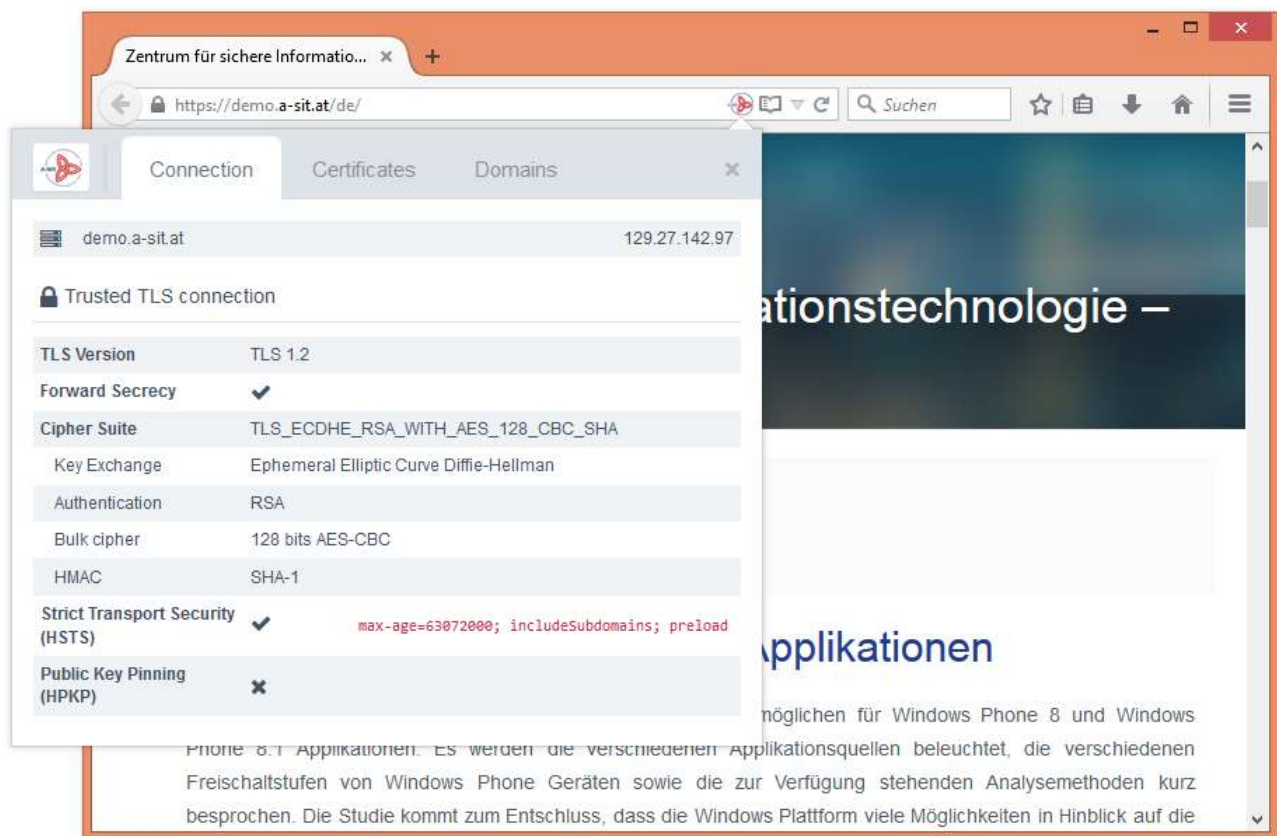 Zentrum für sichere Informatio...
https://demo.a-sit.at/de/
Suchen
A-SIT
Connection Certificates Domains
demo.a-sit.at 129.27.142.97
Trusted TLS connection
TLS Version TLS 1.2
Forward Secrecy
Cipher Suite TLS_ECDHE_RSA_WITH_AES_128_CBC_SHA
Key Exchange Ephemeral Elliptic Curve Diffie-Hellman
Authentication RSA
Bulk cipher 128 bits AES-CBC
HMAC SHA-1
Strict Transport Security
(HSTS) max-age=63072000; includeSubdomains; preload
Public Key Pinning
(HPKP)
ationstechnologie –
Applikationen
möglichen für Windows Phone 8 und Windows
Phone 8.1 Applikationen. Es werden die verschiedenen Applikationsquellen beleuchtet, die verschiedenen
Freischaltstufen von Windows Phone Geräten sowie die zur Verfügung stehenden Analysemethoden kurz
besprochen. Die Studie kommt zum Entschluss, dass die Windows Plattform viele Möglichkeiten in Hinblick auf die